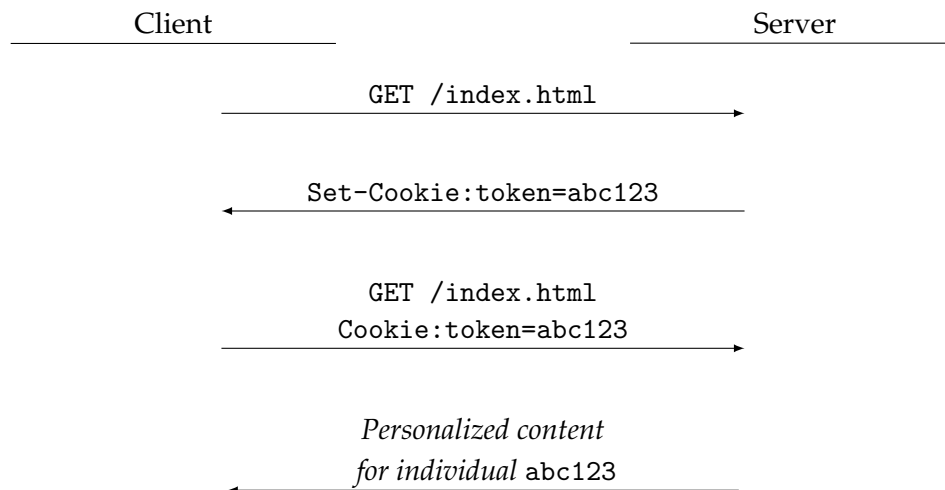 Client Server
GET /index.html
Set-Cookie:token=abc123
GET /index.html
Cookie:token=abc123
Personalized content
for individual abc123